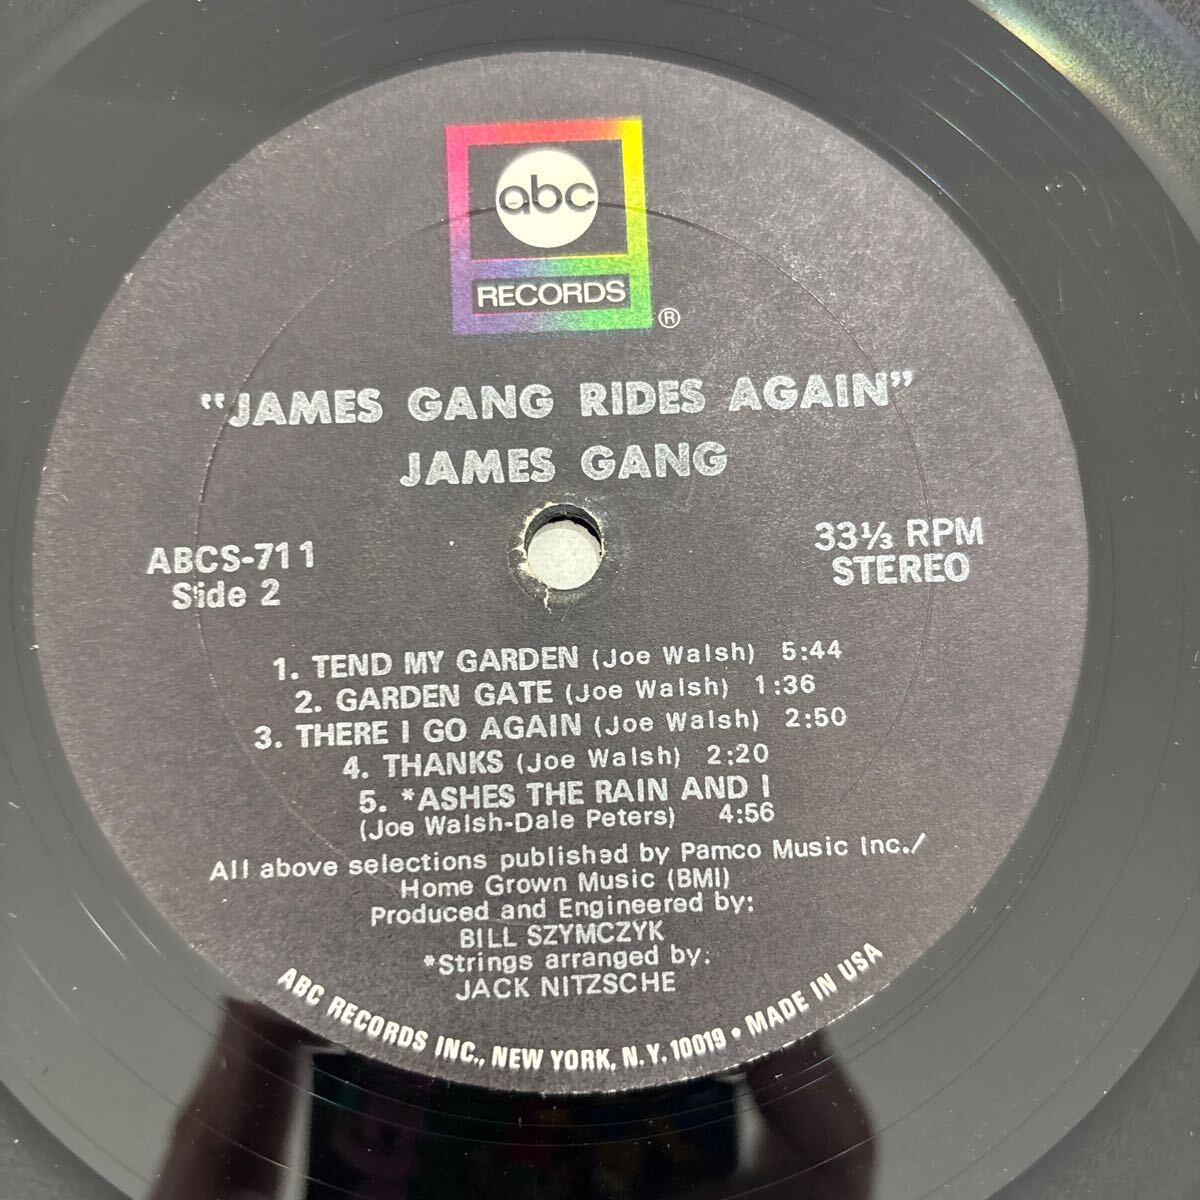 abc
RECORDS
®
"JAMES GANG RIDES AGAIN"
JAMES GANG
ABCS-711
Side 2
33⅓ RPM
STEREO
1. TEND MY GARDEN (Joe Walsh) 5:44
2. GARDEN GATE (Joe Walsh) 1:36
3. THERE I GO AGAIN (Joe Walsh) 2:50
4. THANKS (Joe Walsh) 2:20
5. *ASHES THE RAIN AND I
(Joe Walsh-Dale Peters) 4:56
All above selections published by Pamco Music Inc./
Home Grown Music (BMI)
Produced and Engineered by:
BILL SZYMCZYK
*Strings arranged by:
JACK NITZSCHE
ABC RECORDS INC., NEW YORK, N.Y. 10019 • MADE IN USA